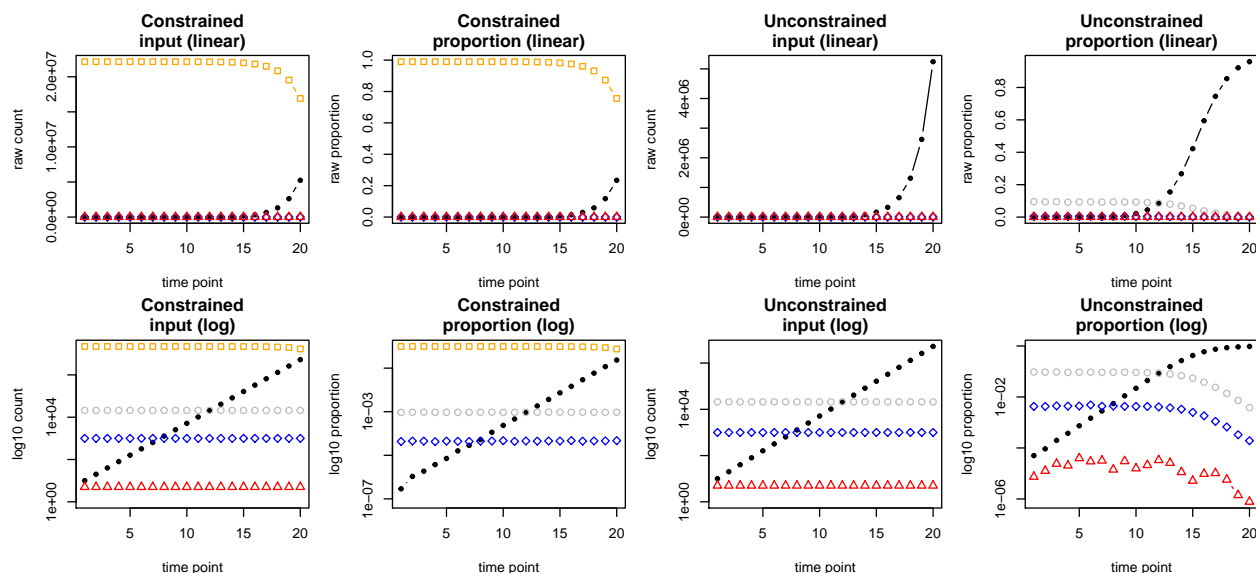 Constrained
input (linear)
raw count
0.0e+00
1.0e+07
2.0e+07
5
10
15
20
time point
Constrained
proportion (linear)
raw proportion
0.0
0.2
0.4
0.6
0.8
1.0
5
10
15
20
time point
Unconstrained
input (linear)
raw count
0e+00
2e+06
4e+06
5
10
15
20
time point
Unconstrained
proportion (linear)
raw proportion
0.0
0.2
0.4
0.6
0.8
5
10
15
20
time point
Constrained
input (log)
log10 count
1e+00
1e+04
5
10
15
20
time point
Constrained
proportion (log)
log10 proportion
1e-07
1e-03
5
10
15
20
time point
Unconstrained
input (log)
log10 count
1e+00
1e+04
5
10
15
20
time point
Unconstrained
proportion (log)
log10 proportion
1e-06
1e-02
5
10
15
20
time point